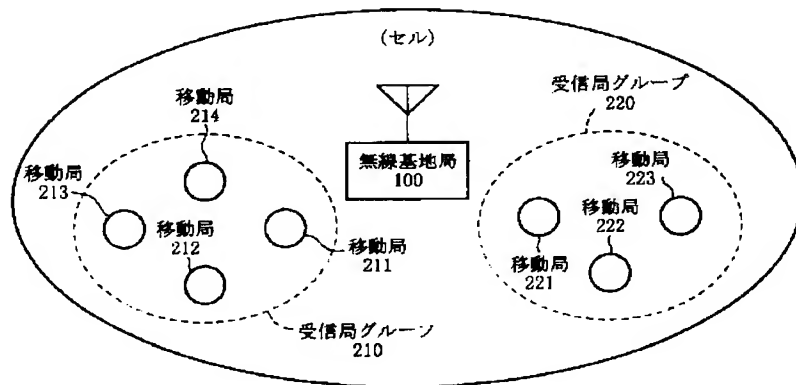 (セル)
移動局
214
受信局グループ
220
移動局
213
無線基地局
100
移動局
223
移動局
212
移動局
222
移動局
211
移動局
221
受信局グループ
210